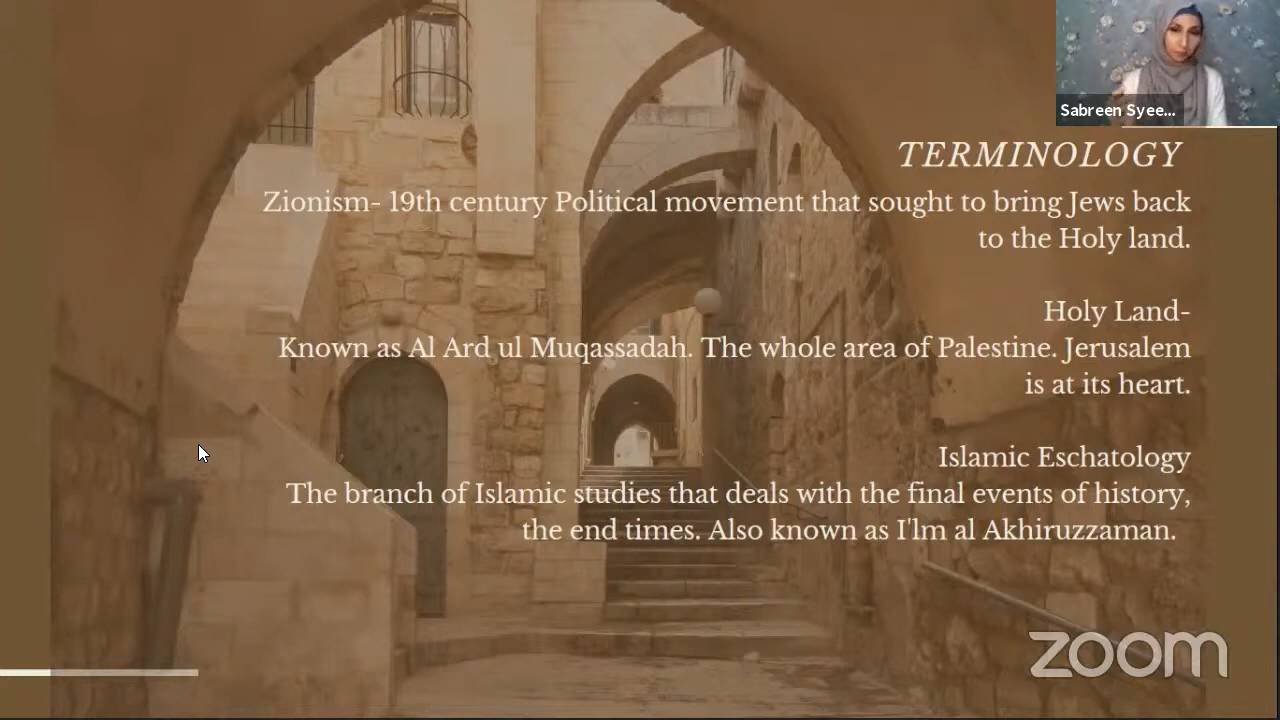 Sabreen Syee...
TERMINOLOGY
Zionism- 19th century Political movement that sought to bring Jews back
to the Holy land.
Holy Land-
Known as Al Ard ul Muqassadah. The whole area of Palestine. Jerusalem
is at its heart.
Islamic Eschatology
The branch of Islamic studies that deals with the final events of history,
the end times. Also known as I'lm al Akhiruzzaman.
zoom